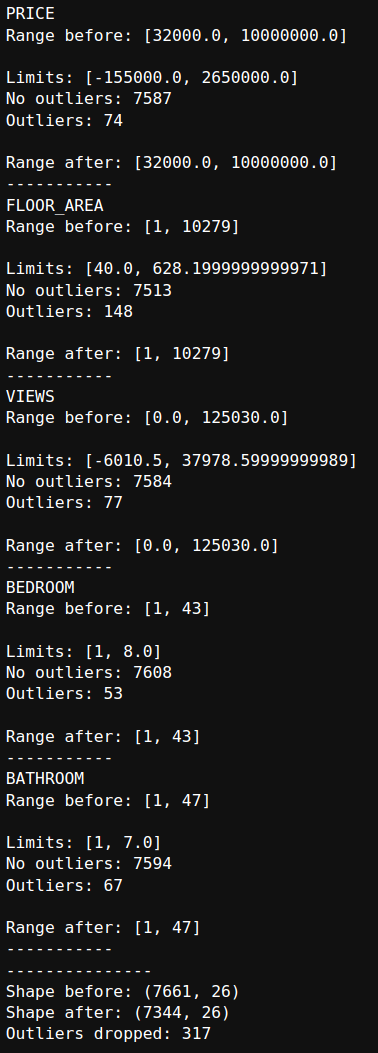 PRICE
Range before: [32000.0, 10000000.0]
Limits: [-155000.0, 2650000.0]
No outliers: 7587
Outliers: 74
Range after: [32000.0, 10000000.0]
-----------
FLOOR_AREA
Range before: [1, 10279]
Limits: [40.0, 628.1999999999971]
No outliers: 7513
Outliers: 148
Range after: [1, 10279]
-----------
VIEWS
Range before: [0.0, 125030.0]
Limits: [-6010.5, 37978.59999999989]
No outliers: 7584
Outliers: 77
Range after: [0.0, 125030.0]
-----------
BEDROOM
Range before: [1, 43]
Limits: [1, 8.0]
No outliers: 7608
Outliers: 53
Range after: [1, 43]
-----------
BATHROOM
Range before: [1, 47]
Limits: [1, 7.0]
No outliers: 7594
Outliers: 67
Range after: [1, 47]
-----------
---------------
Shape before: (7661, 26)
Shape after: (7344, 26)
Outliers dropped: 317